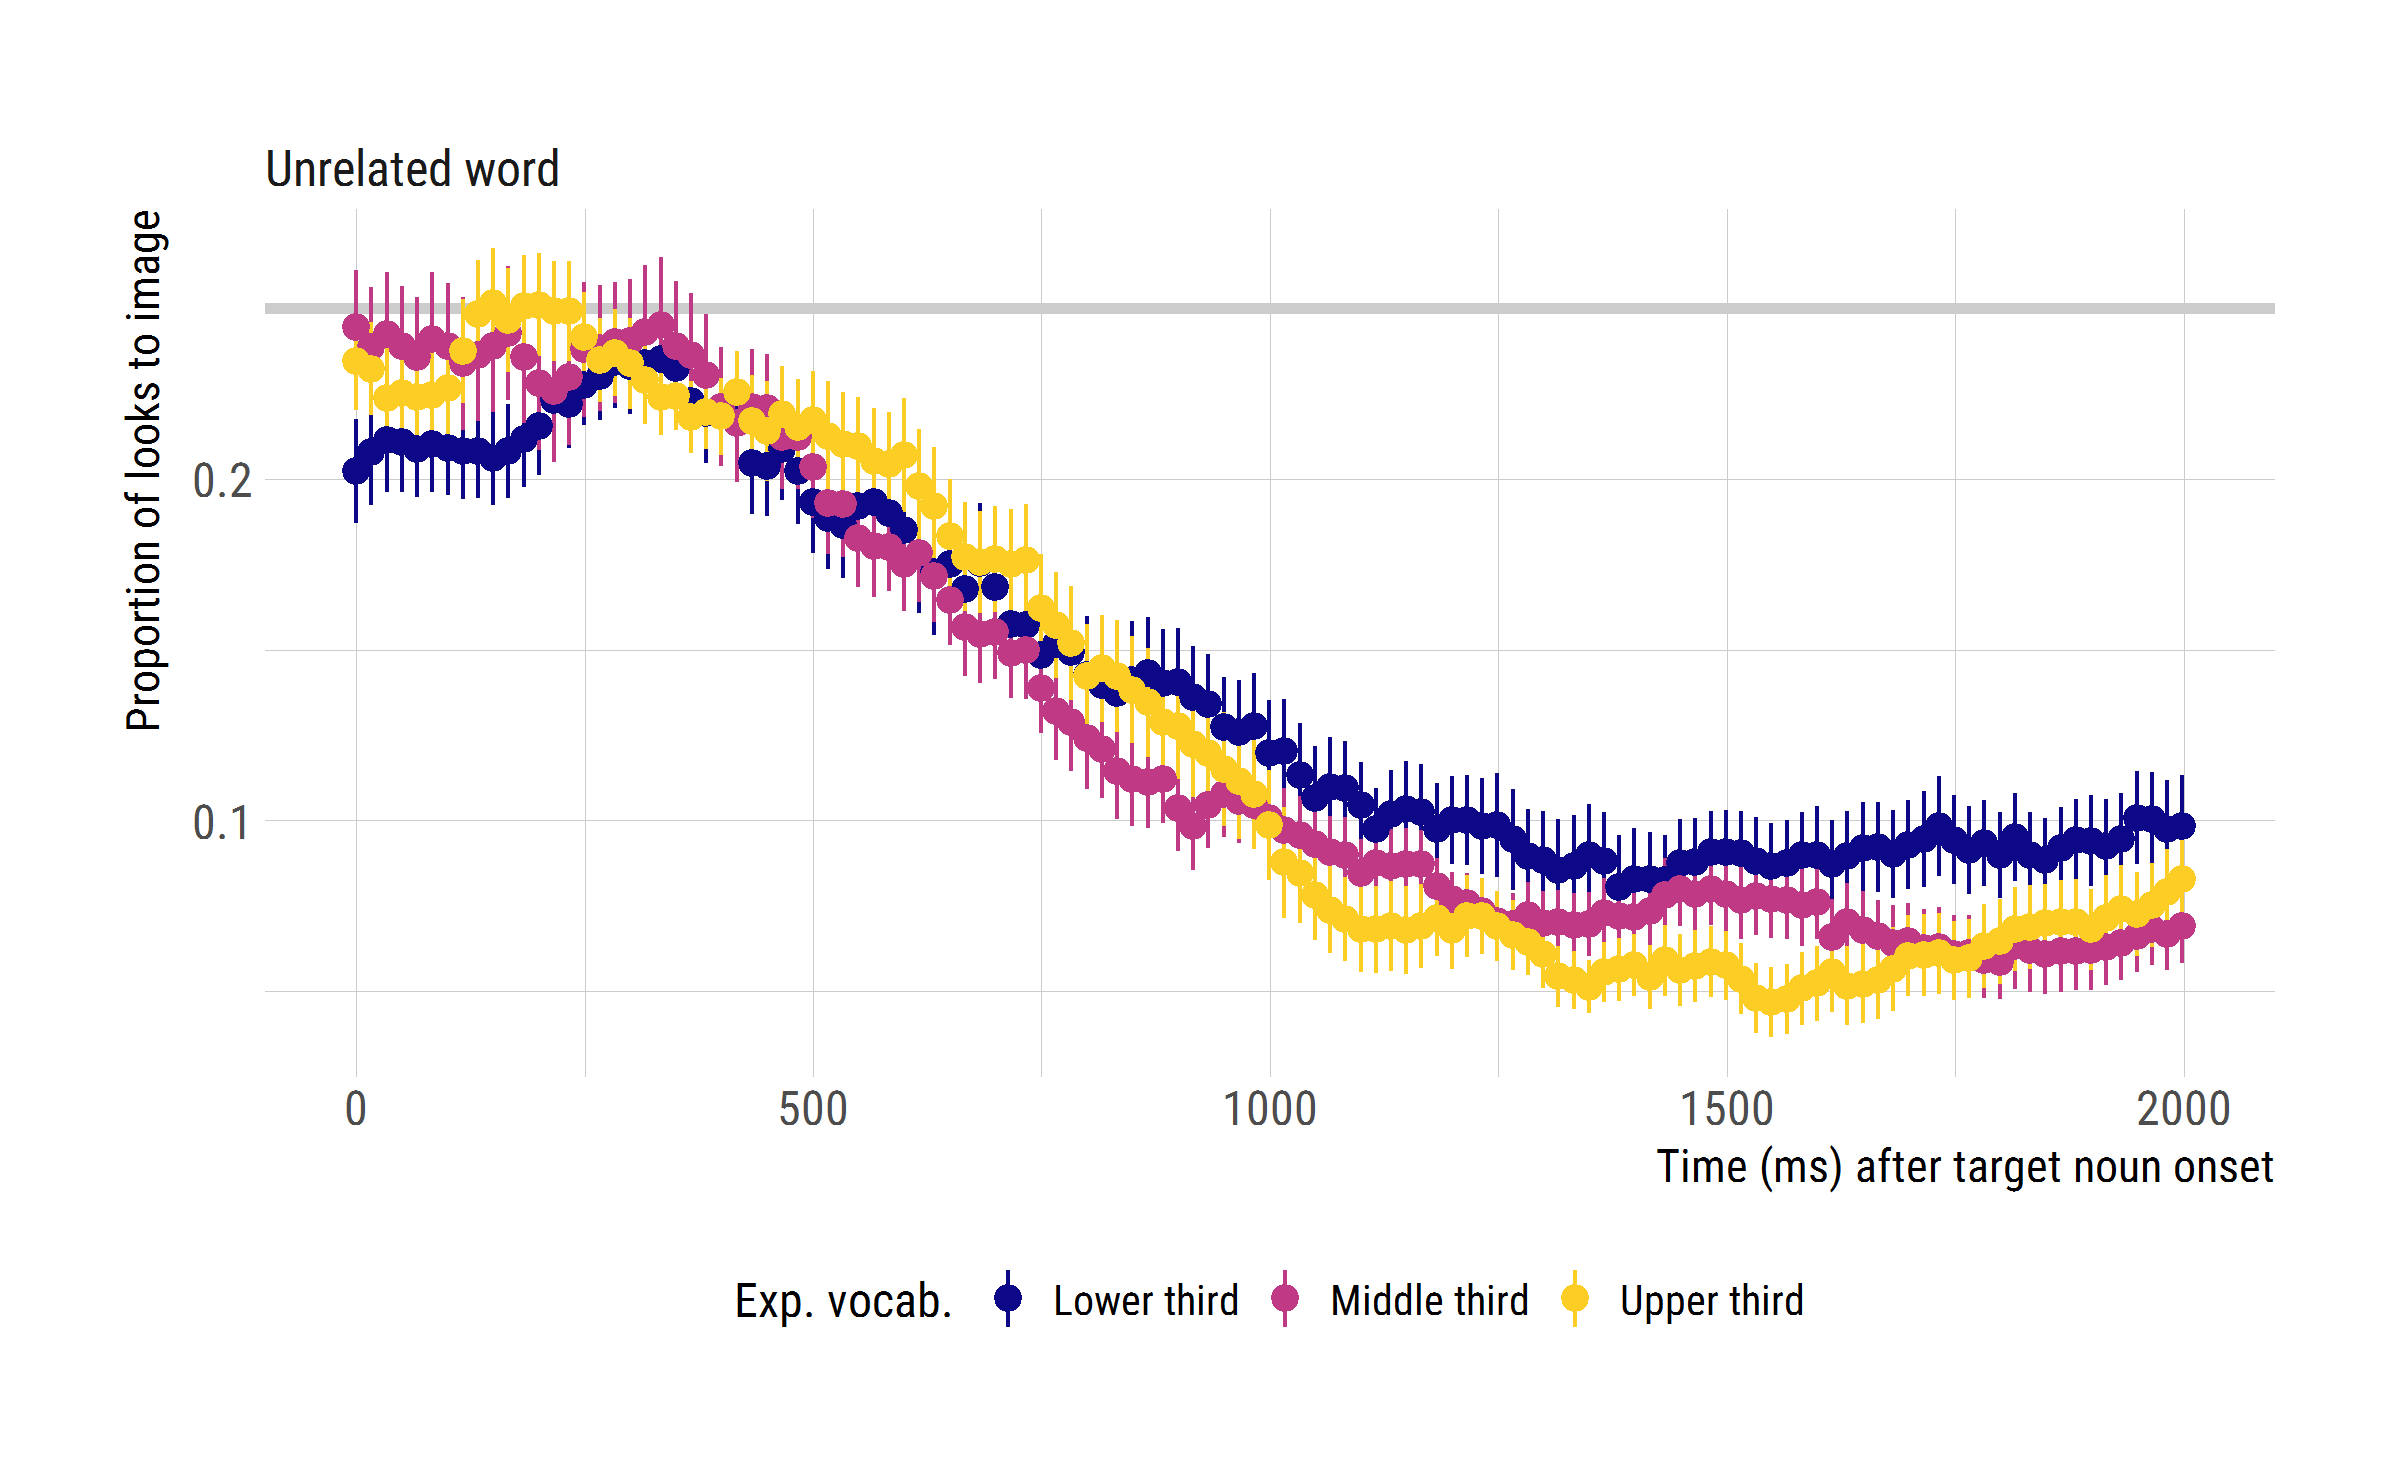 Unrelated word
Proportion of looks to image
0.2
0.1
0 500 1000 1500 2000
Time (ms) after target noun onset
Exp. vocab. Lower third Middle third Upper third